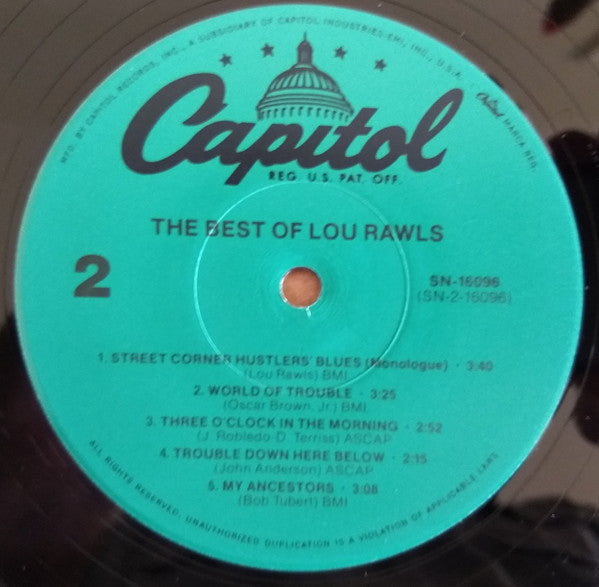 MFD. BY CAPITOL RECORDS, INC., A SUBSIDIARY OF CAPITOL INDUSTRIES-EMI, INC., U.S.A. · Capitol MARCA REG.
Capitol
REG. U.S. PAT. OFF.
THE BEST OF LOU RAWLS
2
SN-16096
(SN-2-16096)
1. STREET CORNER HUSTLERS' BLUES (Monologue) · 3:40
(Lou Rawls) BMI
2. WORLD OF TROUBLE · 3:25
(Oscar Brown, Jr.) BMI
3. THREE O'CLOCK IN THE MORNING · 2:52
(J. Robledo-D. Terriss) ASCAP
4. TROUBLE DOWN HERE BELOW · 2:15
(John Anderson) ASCAP
5. MY ANCESTORS · 3:08
(Bob Tubert) BMI
ALL RIGHTS RESERVED. UNAUTHORIZED DUPLICATION IS A VIOLATION OF APPLICABLE LAWS